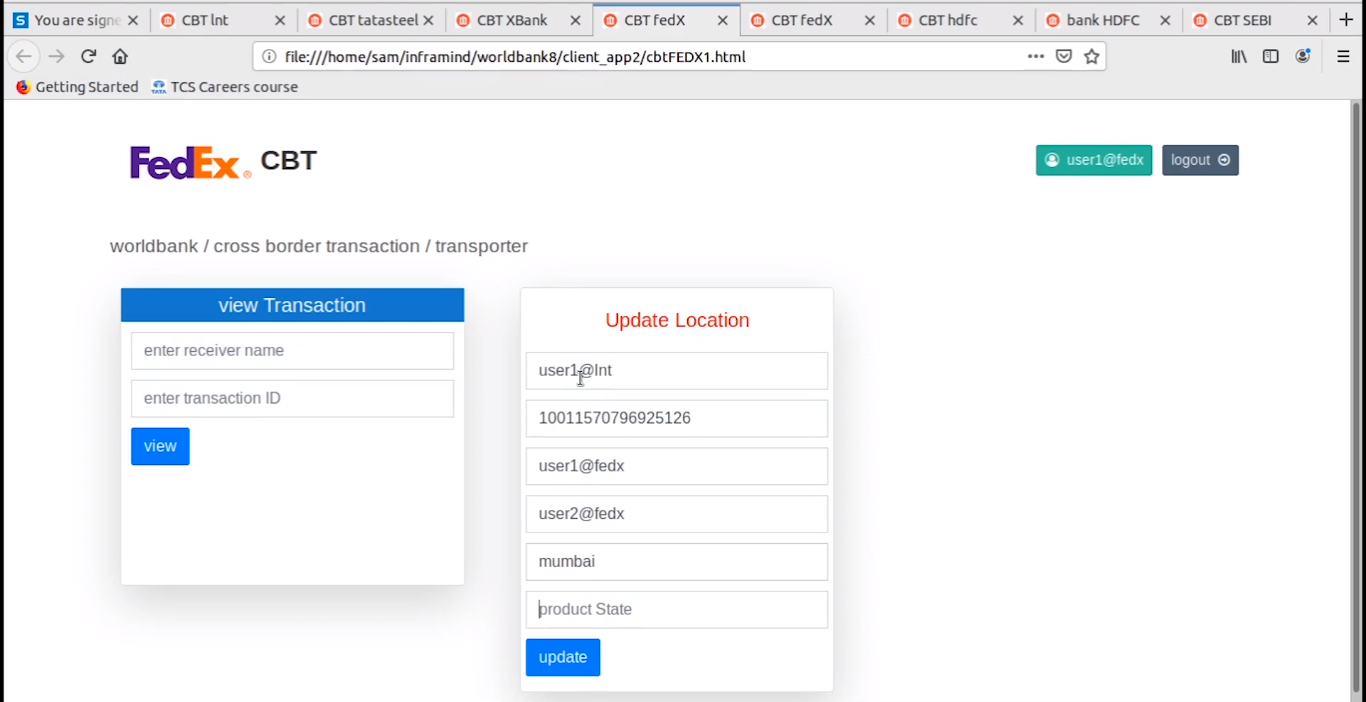 You are signe CBT lnt CBT tatasteel CBT XBank CBT fedX CBT fedX CBT hdfc bank HDFC CBT SEBI
file:///home/sam/inframind/worldbank8/client_app2/cbtFEDX1.html
Getting Started TCS Careers course
FedEx® CBT
user1@fedx logout
worldbank / cross border transaction / transporter
view Transaction
enter receiver name
enter transaction ID
view
Update Location
user1@lnt
10011570796925126
user1@fedx
user2@fedx
mumbai
product State
update